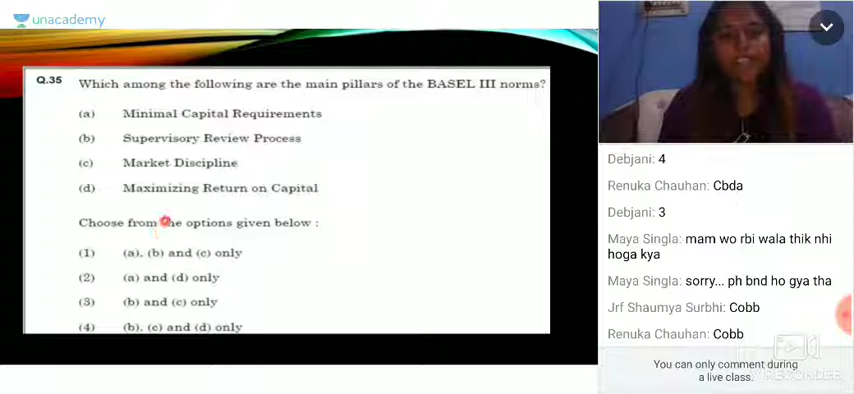 unacademy
Q.35 Which among the following are the main pillars of the BASEL III norms?
(a) Minimal Capital Requirements
(b) Supervisory Review Process
(c) Market Discipline
(d) Maximizing Return on Capital
Choose from the options given below :
(1) (a), (b) and (c) only
(2) (a) and (d) only
(3) (b) and (c) only
(4) (b), (c) and (d) only
Debjani: 4
Renuka Chauhan: Cbda
Debjani: 3
Maya Singla: mam wo rbi wala thik nhi
hoga kya
Maya Singla: sorry... ph bnd ho gya tha
Jrf Shaumya Surbhi: Cobb
Renuka Chauhan: Cobb
You can only comment during
a live class.